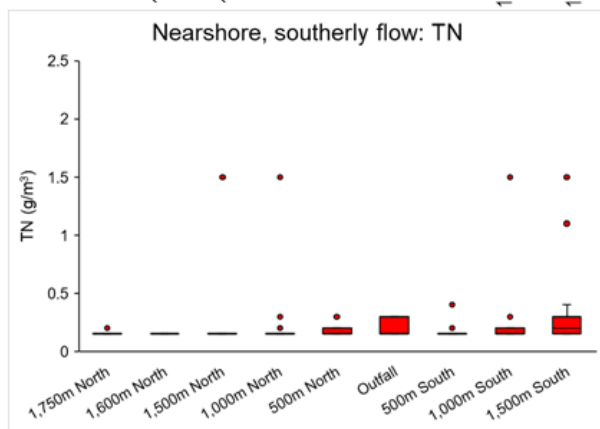 Nearshore, southerly flow: TN
2.5
2
1.5
1
0.5
0
TN (g/m³)
1,750m North
1,600m North
1,500m North
1,000m North
500m North
Outfall
500m South
1,000m South
1,500m South